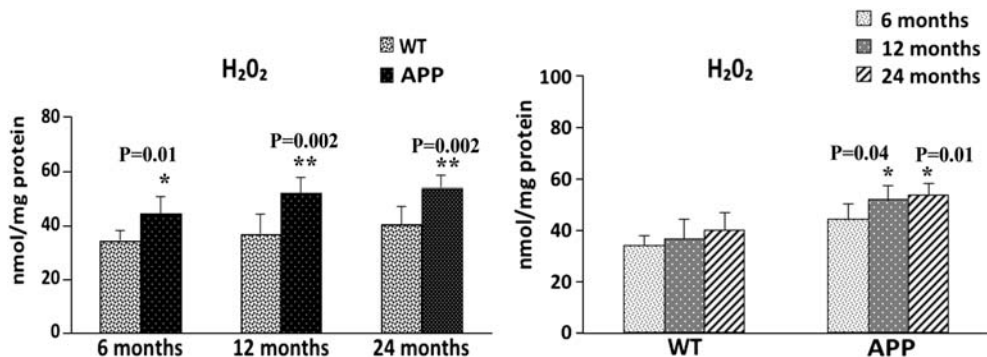 WT
APP
H₂O₂
nmol/mg protein
80
60
40
20
0
P=0.01
*
P=0.002
**
P=0.002
**
6 months
12 months
24 months
6 months
12 months
24 months
H₂O₂
nmol/mg protein
100
80
60
40
20
0
P=0.04
*
P=0.01
*
WT
APP